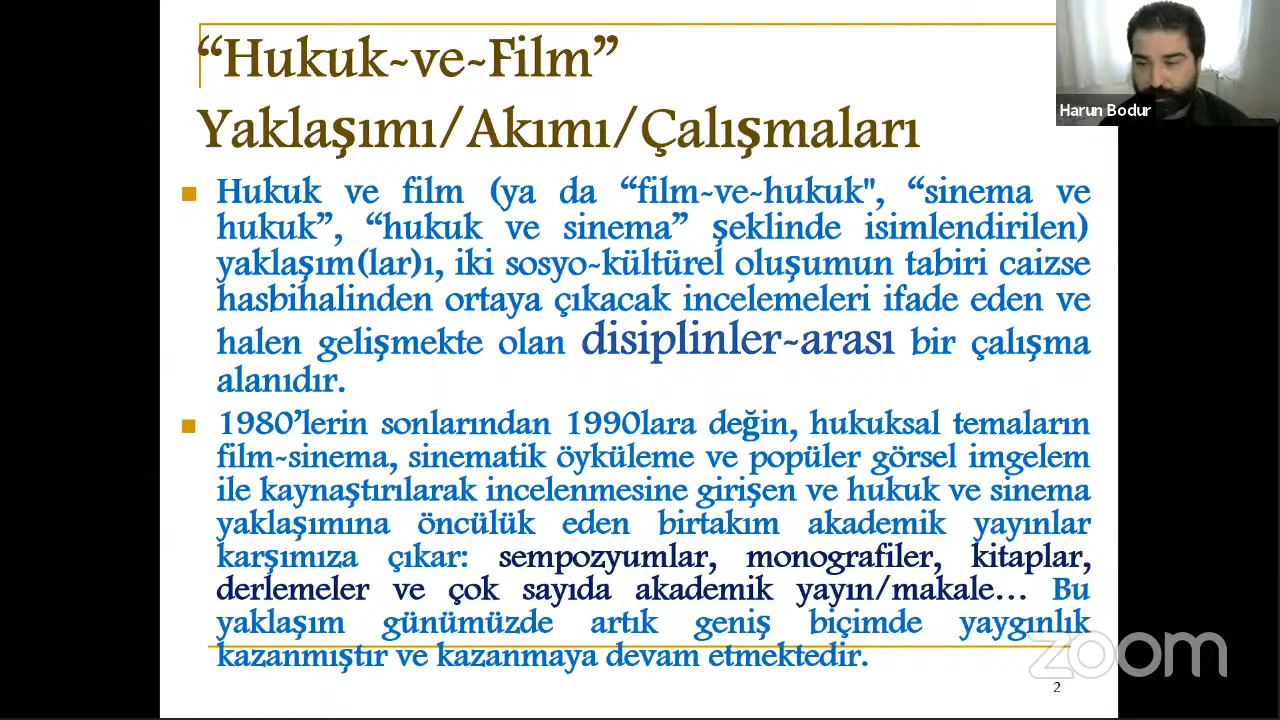 “Hukuk-ve-Film”
Yaklaşımı/Akımı/Çalışmaları
Harun Bodur
Hukuk ve film (ya da “film-ve-hukuk", “sinema ve
hukuk”, “hukuk ve sinema” şeklinde isimlendirilen)
yaklaşım(lar)ı, iki sosyo-kültürel oluşumun tabiri caizse
hasbihalinden ortaya çıkacak incelemeleri ifade eden ve
halen gelişmekte olan disiplinler-arası bir çalışma
alanıdır.
1980’lerin sonlarından 1990lara değin, hukuksal temaların
film-sinema, sinematik öyküleme ve popüler görsel imgelem
ile kaynaştırılarak incelenmesine girişen ve hukuk ve sinema
yaklaşımına öncülük eden birtakım akademik yayınlar
karşımıza çıkar: sempozyumlar, monografiler, kitaplar,
derlemeler ve çok sayıda akademik yayın/makale… Bu
yaklaşım günümüzde artık geniş biçimde yaygınlık
kazanmıştır ve kazanmaya devam etmektedir.
zoom
2